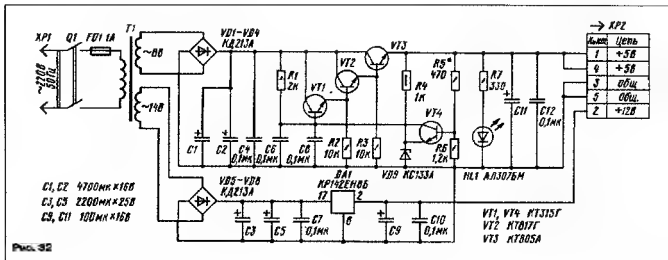 XP1
Q1
FU1 1A
T1
~220В
50Гц
~8В
~14В
VD1-VD4
КД213А
R1
2К
VT1
VT2
VT3
R4
1К
R5*
470
R7
330
VT4
C1
C2
C4
0,1мк
C6
0,1мк
C8
0,1мк
R2
10К
R3
10К
VD9 КС133А
R6
1,2К
HL1 АЛ307БМ
C11
C12
0,1мк
XP2
Конт. Цепь
1 +5В
4 +5В
3 Общ.
5 Общ.
2 +12В
C1, C2 4700мк×16В
C3, C5 2200мк×25В
C9, C11 100мк×16В
VD5-VD8
КД213А
C3
C5
C7
0,1мк
DA1
КР142ЕН8Б
17
2
8
C9
C10
0,1мк
VT1, VT4 КТ315Г
VT2 КТ817Г
VT3 КТ805А
Рис. 32